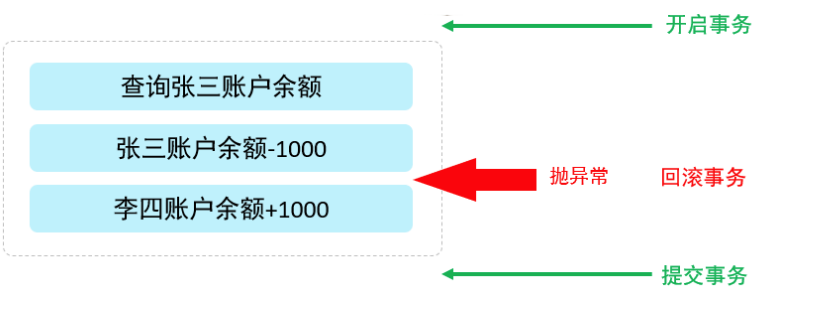 开启事务
查询张三账户余额
张三账户余额-1000
抛异常 回滚事务
李四账户余额+1000
提交事务